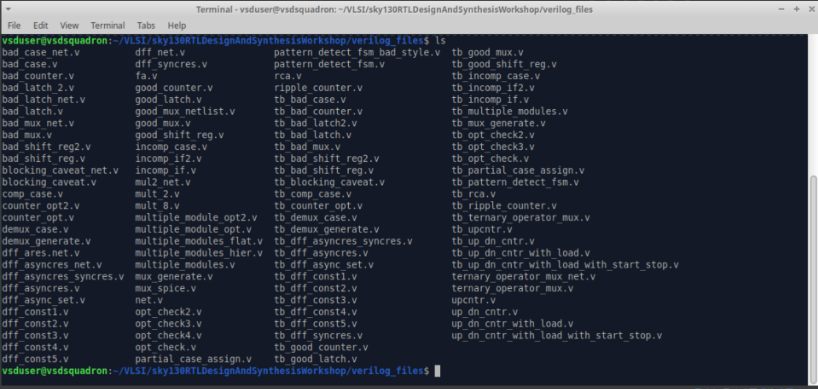 Terminal - vsduser@vsdsquadron: ~/VLSI/sky130RTLDesignAndSynthesisWorkshop/verilog_files
File Edit View Terminal Tabs Help
vsduser@vsdsquadron:~/VLSI/sky130RTLDesignAndSynthesisWorkshop/verilog_files$ ls
bad_case_net.v dff_net.v pattern_detect_fsm_bad_style.v tb_good_mux.v
bad_case.v dff_syncres.v pattern_detect_fsm.v tb_good_shift_reg.v
bad_counter.v fa.v rca.v tb_incomp_case.v
bad_latch_2.v good_counter.v ripple_counter.v tb_incomp_if2.v
bad_latch_net.v good_latch.v tb_bad_case.v tb_incomp_if.v
bad_latch.v good_mux_netlist.v tb_bad_counter.v tb_multiple_modules.v
bad_mux_net.v good_mux.v tb_bad_latch2.v tb_mux_generate.v
bad_mux.v good_shift_reg.v tb_bad_latch.v tb_opt_check2.v
bad_shift_reg2.v incomp_case.v tb_bad_mux.v tb_opt_check3.v
bad_shift_reg.v incomp_if2.v tb_bad_shift_reg2.v tb_opt_check.v
blocking_caveat_net.v incomp_if.v tb_bad_shift_reg.v tb_partial_case_assign.v
blocking_caveat.v mul2_net.v tb_blocking_caveat.v tb_pattern_detect_fsm.v
comp_case.v mult_2.v tb_comp_case.v tb_rca.v
counter_opt2.v mult_8.v tb_counter_opt.v tb_ripple_counter.v
counter_opt.v multiple_module_opt2.v tb_demux_case.v tb_ternary_operator_mux.v
demux_case.v multiple_module_opt.v tb_demux_generate.v tb_upcntr.v
demux_generate.v multiple_modules_flat.v tb_dff_asyncres_syncres.v tb_up_dn_cntr.v
dff_ares.net.v multiple_modules_hier.v tb_dff_asyncres.v tb_up_dn_cntr_with_load.v
dff_asyncres_net.v multiple_modules.v tb_dff_async_set.v tb_up_dn_cntr_with_load_with_start_stop.v
dff_asyncres_syncres.v mux_generate.v tb_dff_const1.v ternary_operator_mux_net.v
dff_asyncres.v mux_spice.v tb_dff_const2.v ternary_operator_mux.v
dff_async_set.v net.v tb_dff_const3.v upcntr.v
dff_const1.v opt_check2.v tb_dff_const4.v up_dn_cntr.v
dff_const2.v opt_check3.v tb_dff_const5.v up_dn_cntr_with_load.v
dff_const3.v opt_check4.v tb_dff_syncres.v up_dn_cntr_with_load_with_start_stop.v
dff_const4.v opt_check.v tb_good_counter.v
dff_const5.v partial_case_assign.v tb_good_latch.v
vsduser@vsdsquadron:~/VLSI/sky130RTLDesignAndSynthesisWorkshop/verilog_files$